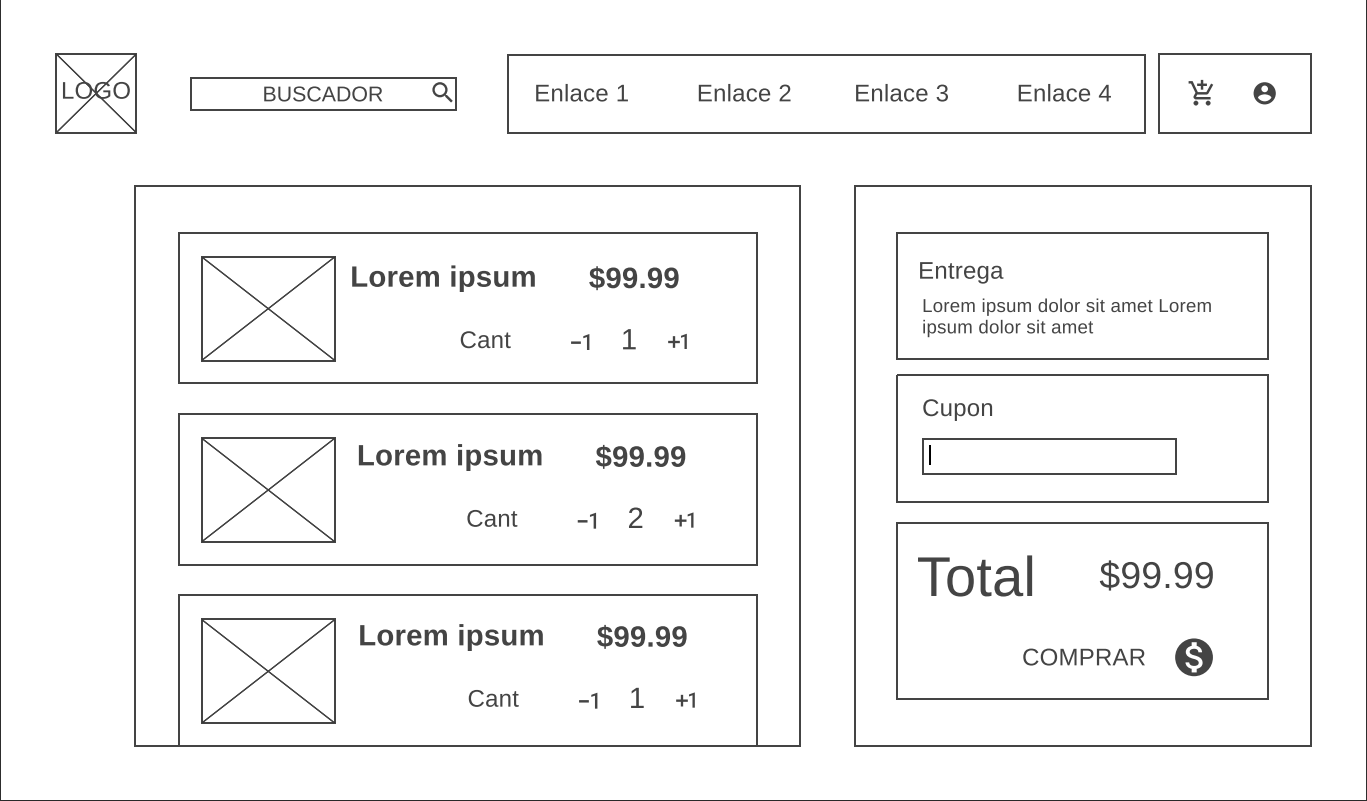 LOGO
BUSCADOR
Enlace 1
Enlace 2
Enlace 3
Enlace 4
Lorem ipsum
$99.99
Cant
-1
1
+1
Lorem ipsum
$99.99
Cant
-1
2
+1
Lorem ipsum
$99.99
Cant
-1
1
+1
Entrega
Lorem ipsum dolor sit amet Lorem
ipsum dolor sit amet
Cupon
Total
$99.99
COMPRAR
$